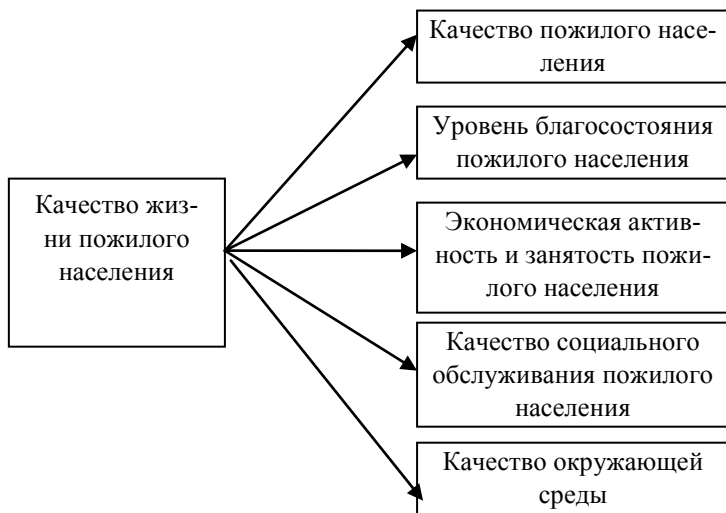 Качество жиз-
ни пожилого
населения
Качество пожилого насе-
ления
Уровень благосостояния
пожилого населения
Экономическая актив-
ность и занятость пожи-
лого населения
Качество социального
обслуживания пожилого
населения
Качество окружающей
среды